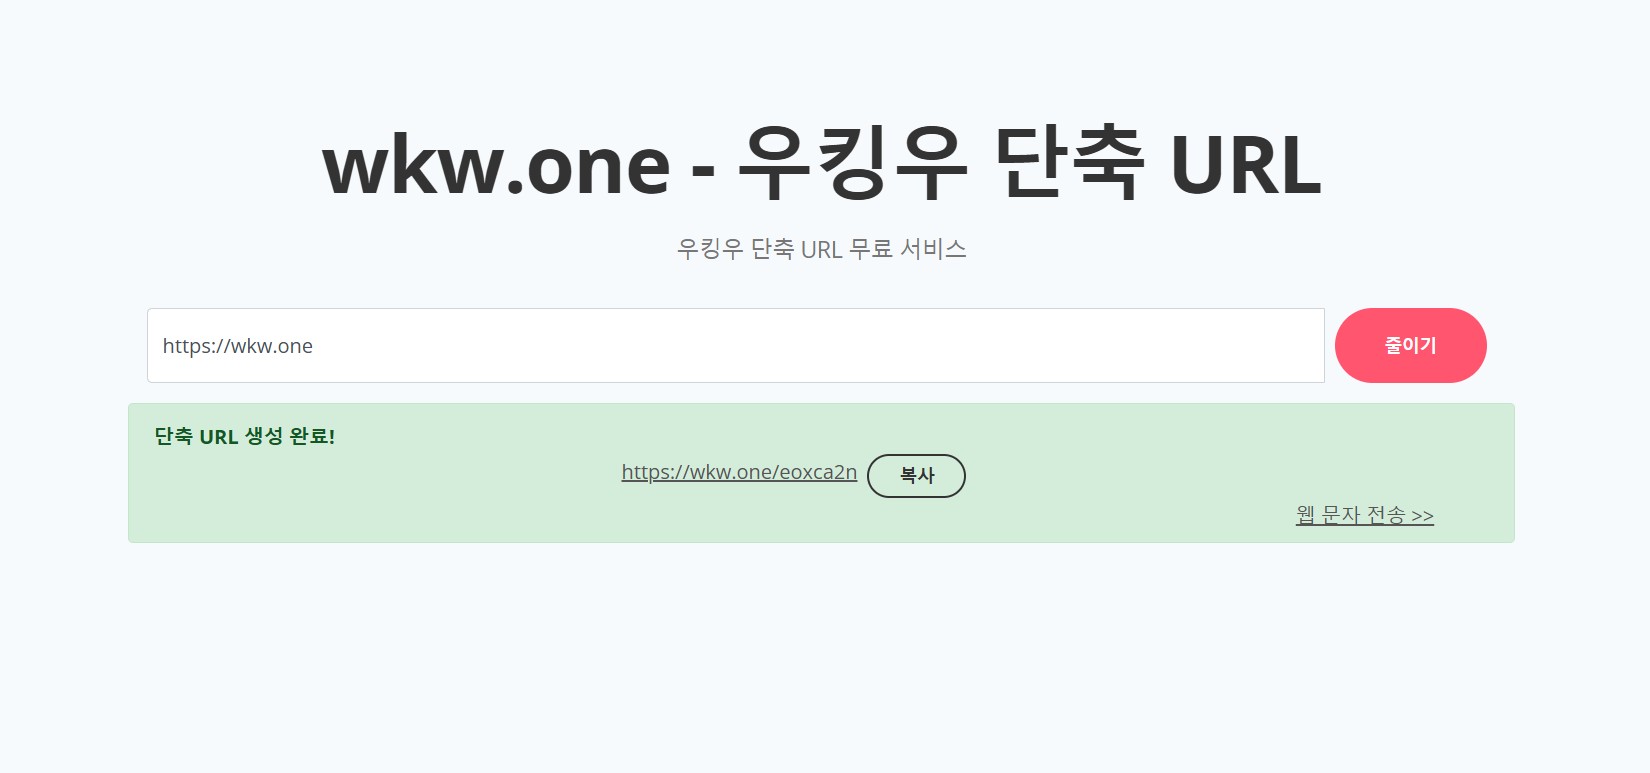 wkw.one - 우킹우 단축 URL
우킹우 단축 URL 무료 서비스
https://wkw.one
줄이기
단축 URL 생성 완료!
https://wkw.one/eoxca2n
복사
웹 문자 전송 >>